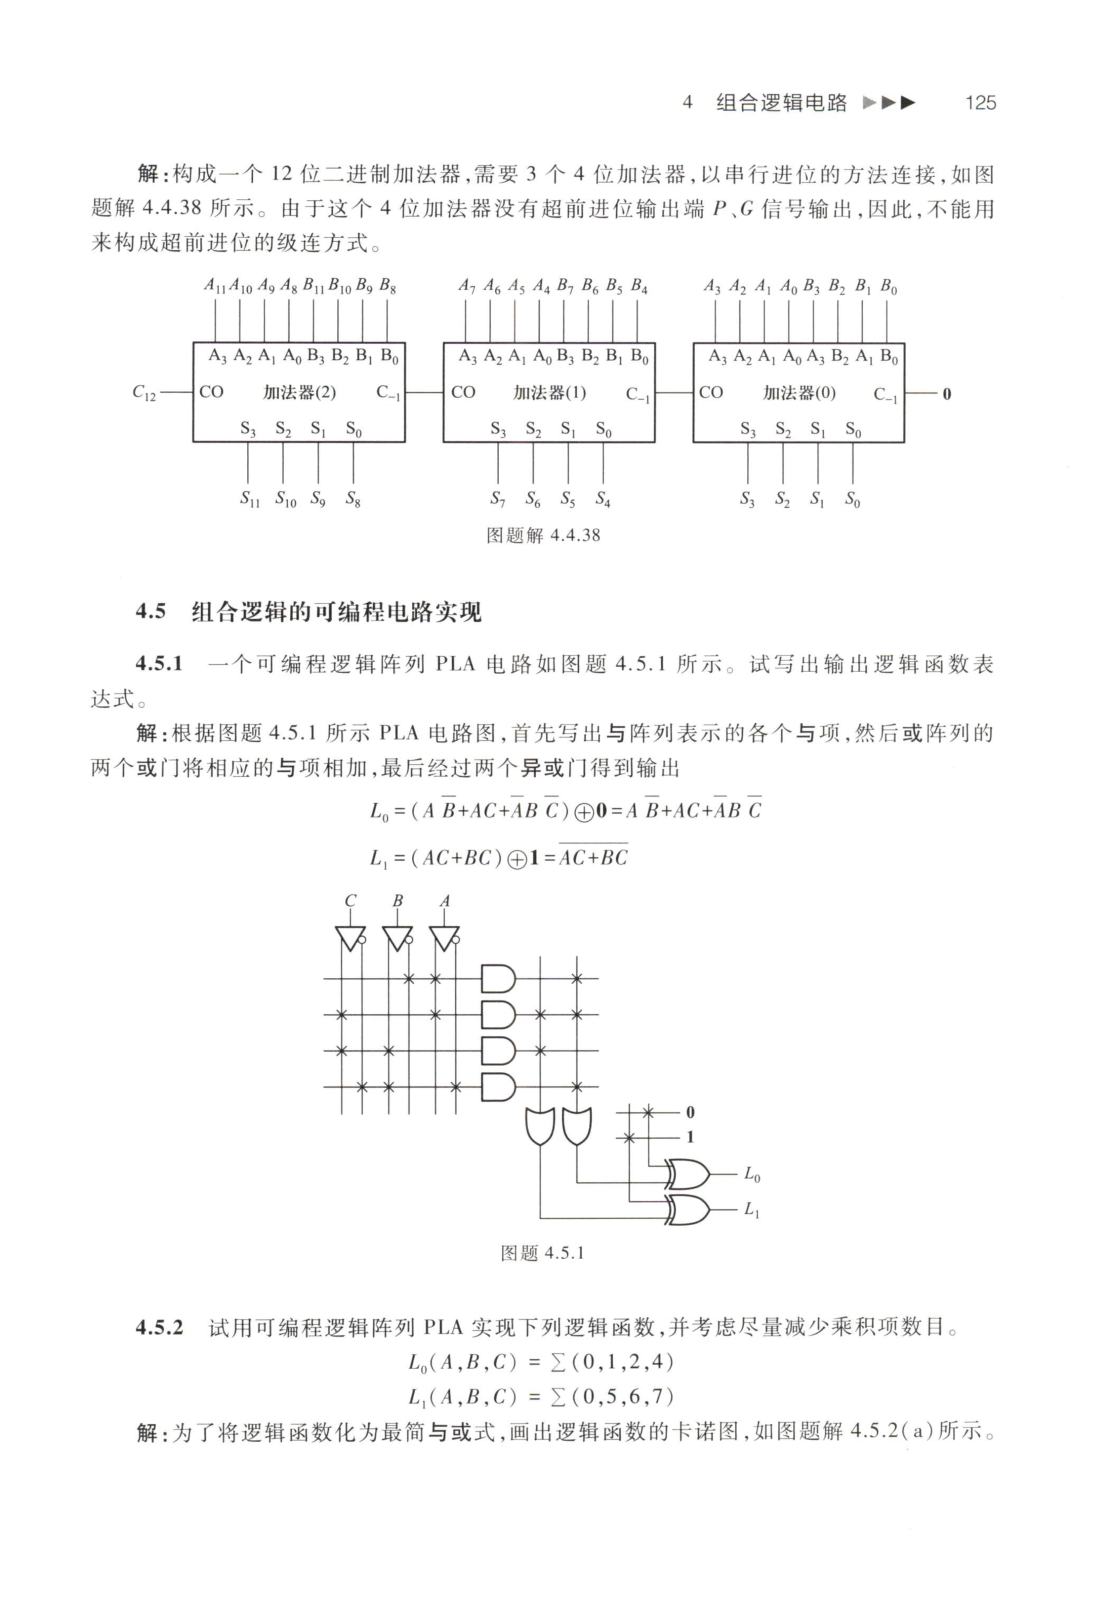 4 组合逻辑电路 ▶▶▶ 125
解:构成一个 12 位二进制加法器,需要 3 个 4 位加法器,以串行进位的方法连接,如图
题解 4.4.38 所示。由于这个 4 位加法器没有超前进位输出端 P、G 信号输出,因此,不能用
来构成超前进位的级连方式。
A₁₁ A₁₀ A₉ A₈ B₁₁ B₁₀ B₉ B₈ A₇ A₆ A₅ A₄ B₇ B₆ B₅ B₄ A₃ A₂ A₁ A₀ B₃ B₂ B₁ B₀
A₃ A₂ A₁ A₀ B₃ B₂ B₁ B₀ A₃ A₂ A₁ A₀ B₃ B₂ B₁ B₀ A₃ A₂ A₁ A₀ A₃ B₂ A₁ B₀
C₁₂ CO 加法器(2) C₋₁ CO 加法器(1) C₋₁ CO 加法器(0) C₋₁ 0
S₃ S₂ S₁ S₀ S₃ S₂ S₁ S₀ S₃ S₂ S₁ S₀
S₁₁ S₁₀ S₉ S₈ S₇ S₆ S₅ S₄ S₃ S₂ S₁ S₀
图题解 4.4.38
4.5 组合逻辑的可编程电路实现
4.5.1 一个可编程逻辑阵列 PLA 电路如图题 4.5.1 所示。试写出输出逻辑函数表
达式。
解:根据图题 4.5.1 所示 PLA 电路图,首先写出与阵列表示的各个与项,然后或阵列的
两个或门将相应的与项相加,最后经过两个异或门得到输出
L₀=(A B̅+AC+A̅B C̅)⊕0=A B̅+AC+A̅B C̅
L₁=(AC+BC)⊕1=A̅C̅+̅B̅C̅
C B A
0
1
L₀
L₁
图题 4.5.1
4.5.2 试用可编程逻辑阵列 PLA 实现下列逻辑函数,并考虑尽量减少乘积项数目。
L₀(A,B,C) = ∑(0,1,2,4)
L₁(A,B,C) = ∑(0,5,6,7)
解:为了将逻辑函数化为最简与或式,画出逻辑函数的卡诺图,如图题解 4.5.2(a)所示。